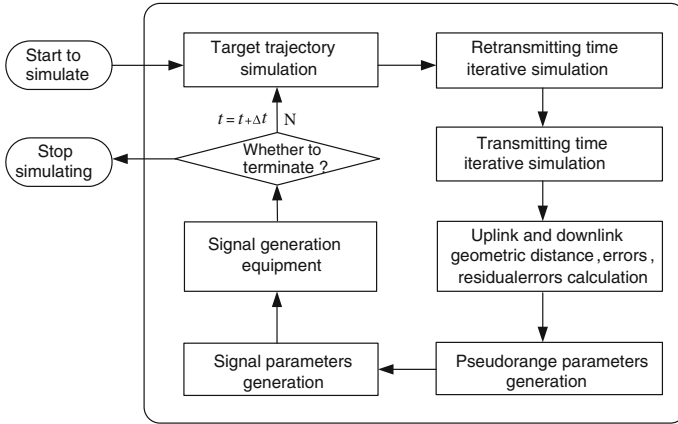 Start to
simulate
Target trajectory
simulation
Retransmitting time
iterative simulation
t = t+Δt N
Transmitting time
iterative simulation
Whether to
terminate ?
Stop
simulating
Signal generation
equipment
Uplink and downlink
geometric distance , errors ,
residualerrors calculation
Pseudorange parameters
generation
Signal parameters
generation